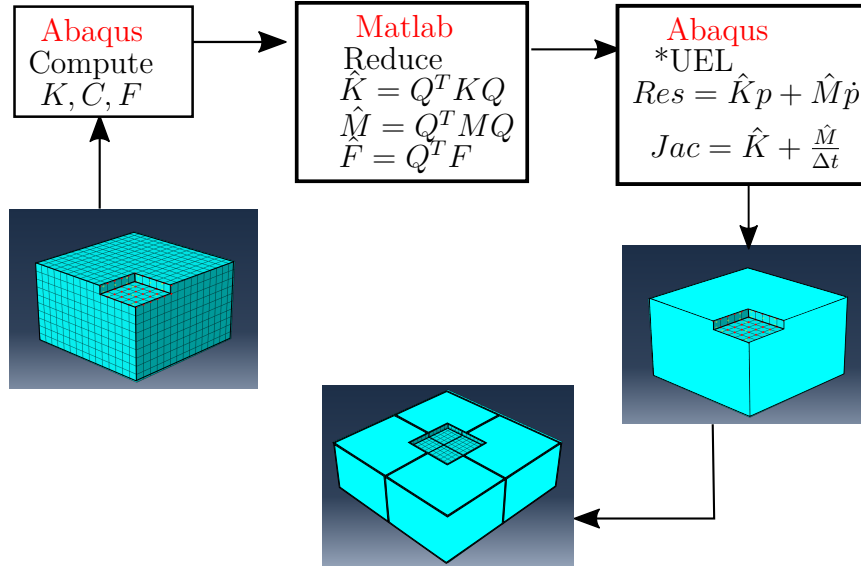 Abaqus
Compute
K, C, F
Matlab
Reduce
K̂ = Q^T KQ
M̂ = Q^T MQ
F̂ = Q^T F
Abaqus
*UEL
Res = K̂p + M̂ṗ
Jac = K̂ + M̂/Δt